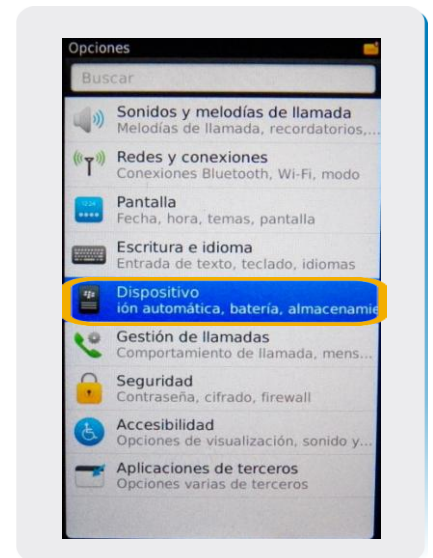 Opciones
Buscar
Sonidos y melodías de llamada
Melodías de llamada, recordatorios,...
Redes y conexiones
Conexiones Bluetooth, Wi-Fi, modo
Pantalla
Fecha, hora, temas, pantalla
Escritura e idioma
Entrada de texto, teclado, idiomas
Dispositivo
ión automática, batería, almacenamie
Gestión de llamadas
Comportamiento de llamada, mens...
Seguridad
Contraseña, cifrado, firewall
Accesibilidad
Opciones de visualización, sonido y...
Aplicaciones de terceros
Opciones varias de terceros